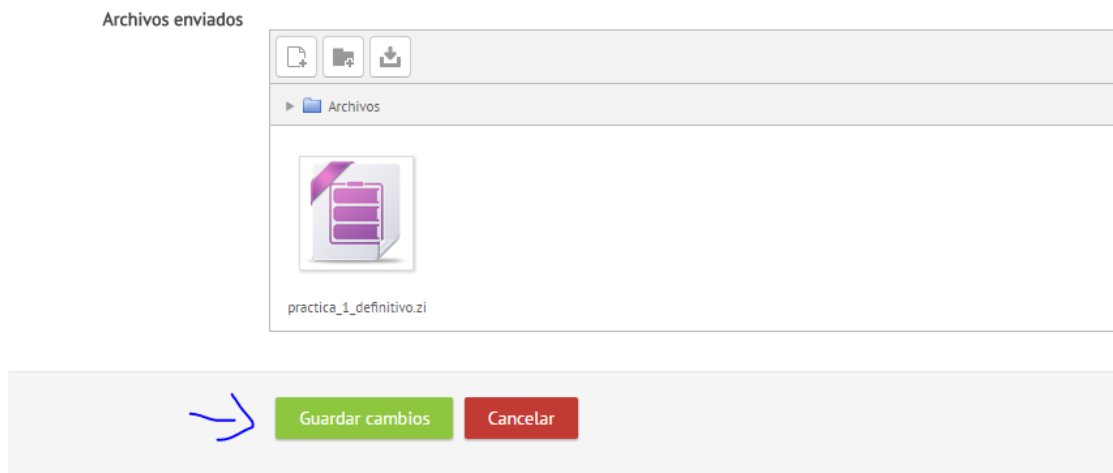 Archivos enviados
Archivos
practica_1_definitivo.zi
Guardar cambios
Cancelar